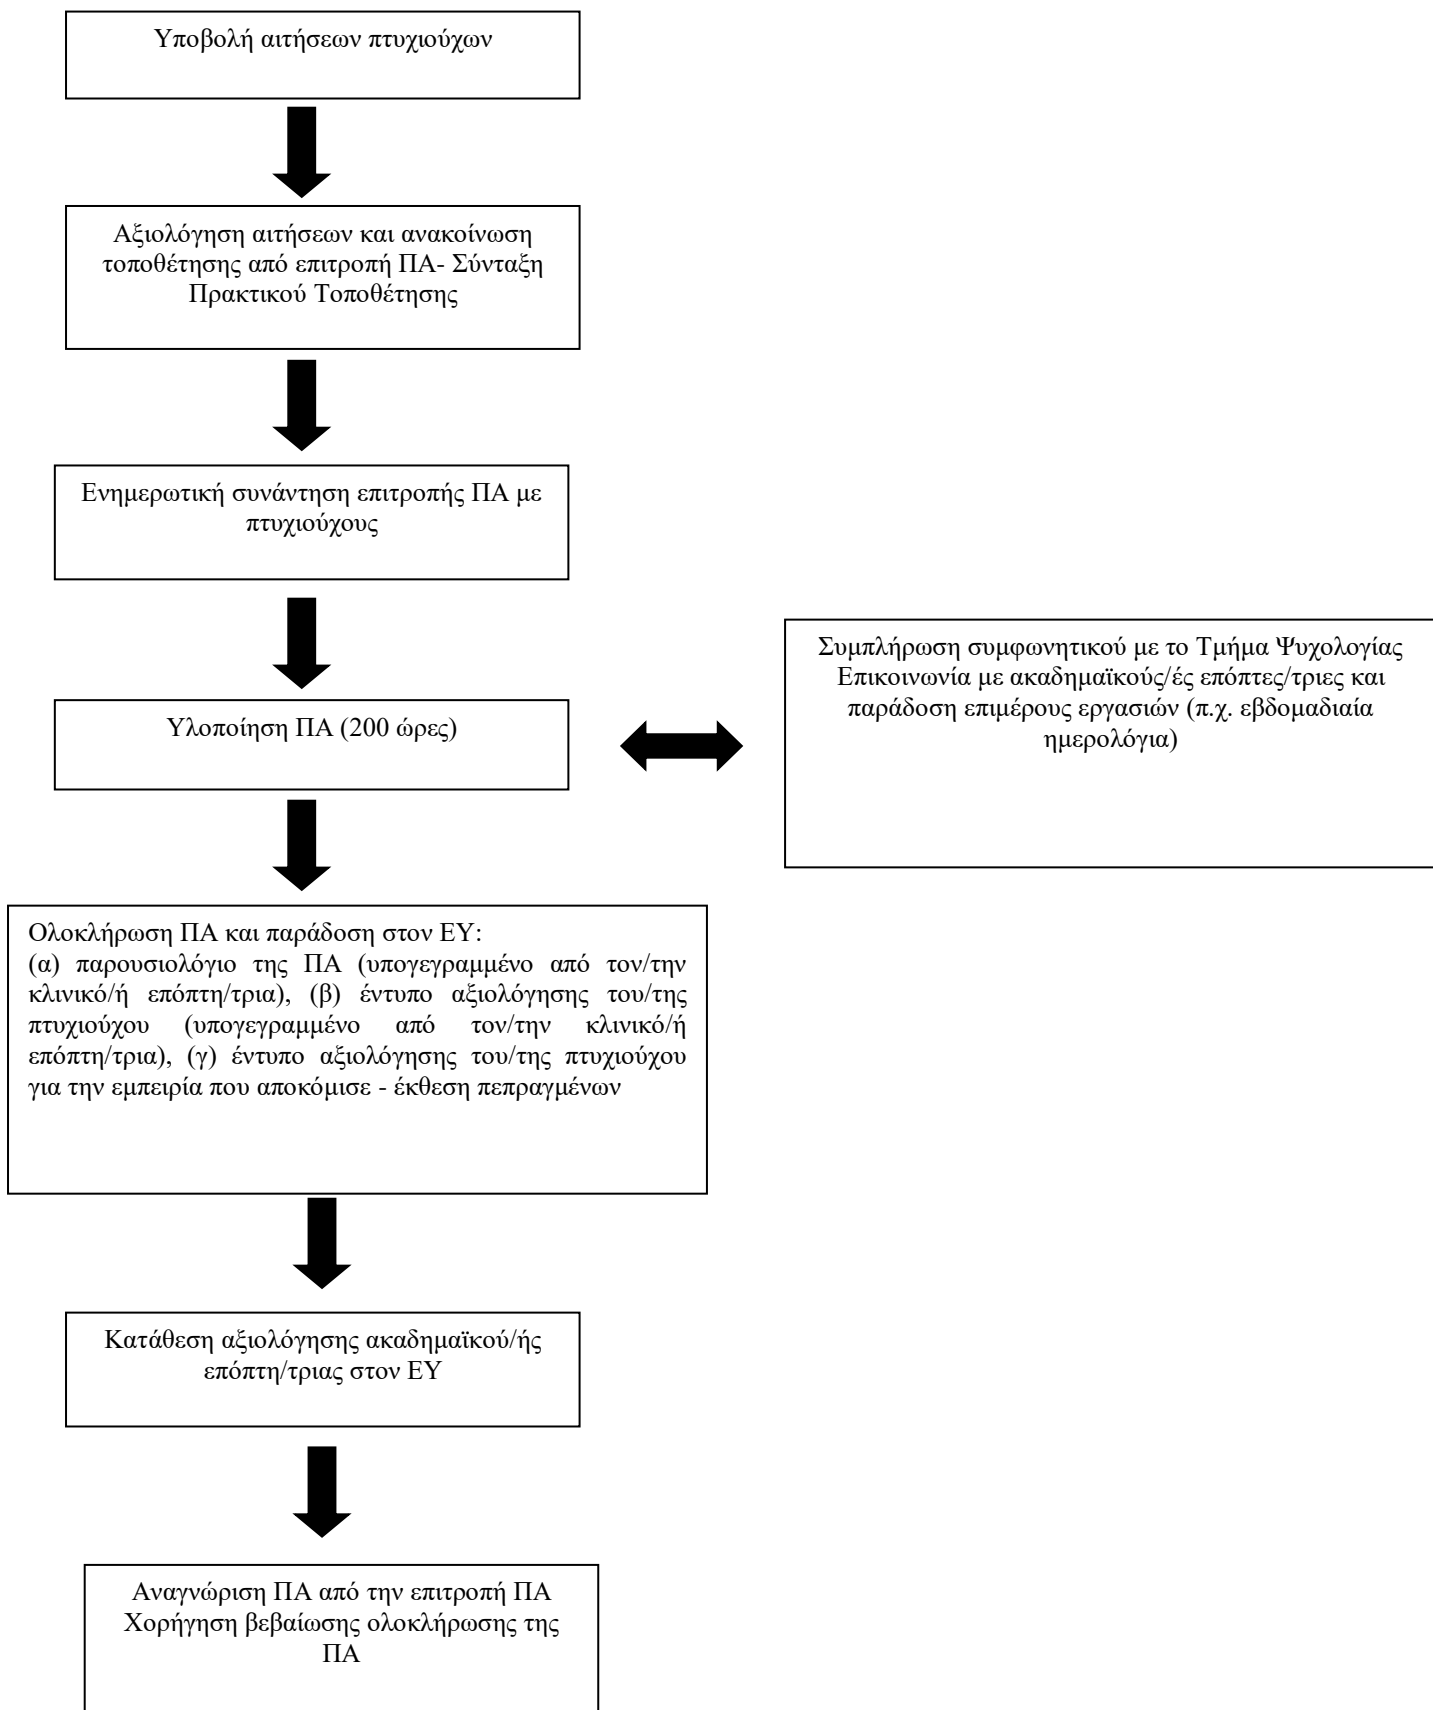 Υποβολή αιτήσεων πτυχιούχων
Αξιολόγηση αιτήσεων και ανακοίνωση
τοποθέτησης από επιτροπή ΠΑ- Σύνταξη
Πρακτικού Τοποθέτησης
Ενημερωτική συνάντηση επιτροπής ΠΑ με
πτυχιούχους
Υλοποίηση ΠΑ (200 ώρες)
Συμπλήρωση συμφωνητικού με το Τμήμα Ψυχολογίας
Επικοινωνία με ακαδημαϊκούς/ές επόπτες/τριες και
παράδοση επιμέρους εργασιών (π.χ. εβδομαδιαία
ημερολόγια)
Ολοκλήρωση ΠΑ και παράδοση στον ΕΥ:
(α) παρουσιολόγιο της ΠΑ (υπογεγραμμένο από τον/την
κλινικό/ή επόπτη/τρια), (β) έντυπο αξιολόγησης του/της
πτυχιούχου (υπογεγραμμένο από τον/την κλινικό/ή
επόπτη/τρια), (γ) έντυπο αξιολόγησης του/της πτυχιούχου
για την εμπειρία που αποκόμισε - έκθεση πεπραγμένων
Κατάθεση αξιολόγησης ακαδημαϊκού/ής
επόπτη/τριας στον ΕΥ
Αναγνώριση ΠΑ από την επιτροπή ΠΑ
Χορήγηση βεβαίωσης ολοκλήρωσης της
ΠΑ